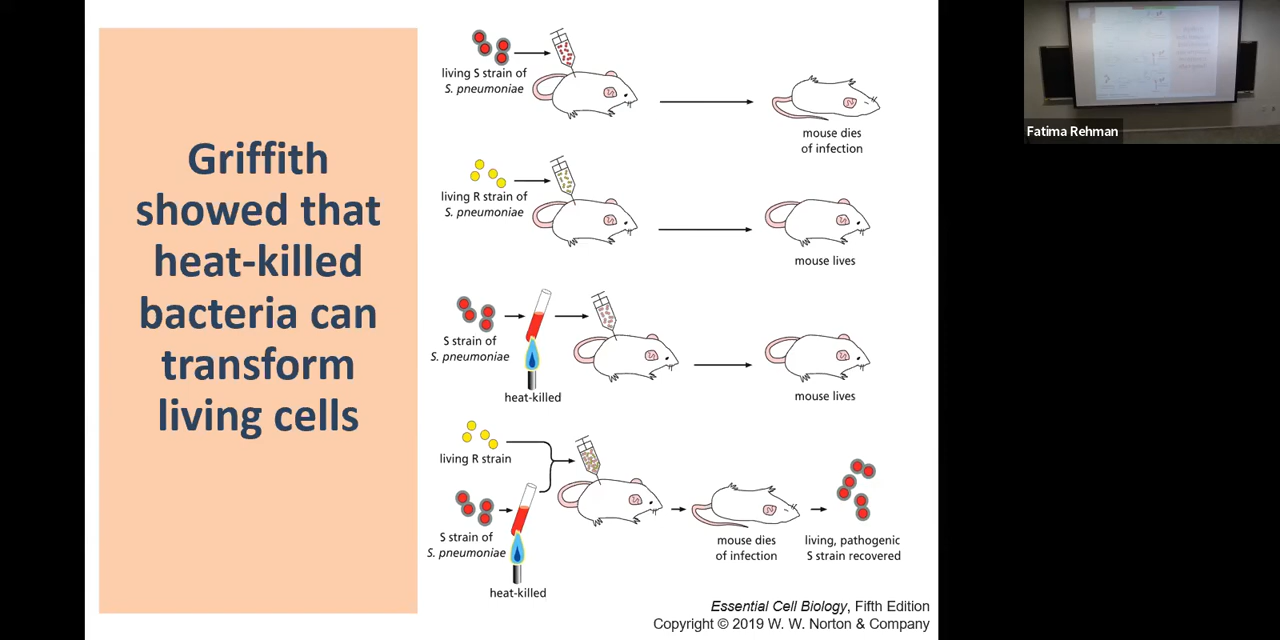 Griffith
showed that
heat-killed
bacteria can
transform
living cells
living S strain of
S. pneumoniae
mouse dies
of infection
living R strain of
S. pneumoniae
mouse lives
S strain of
S. pneumoniae
heat-killed
mouse lives
living R strain
S strain of
S. pneumoniae
heat-killed
mouse dies
of infection
living, pathogenic
S strain recovered
Essential Cell Biology, Fifth Edition
Copyright © 2019 W. W. Norton & Company
Fatima Rehman